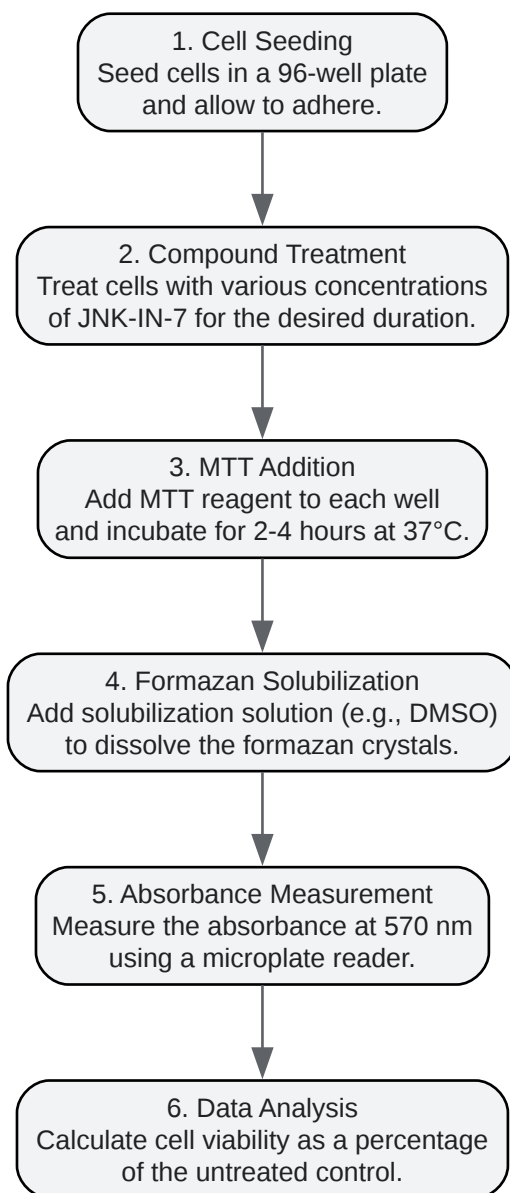 1. Cell Seeding
Seed cells in a 96-well plate
and allow to adhere.
2. Compound Treatment
Treat cells with various concentrations
of JNK-IN-7 for the desired duration.
3. MTT Addition
Add MTT reagent to each well
and incubate for 2-4 hours at 37°C.
4. Formazan Solubilization
Add solubilization solution (e.g., DMSO)
to dissolve the formazan crystals.
5. Absorbance Measurement
Measure the absorbance at 570 nm
using a microplate reader.
6. Data Analysis
Calculate cell viability as a percentage
of the untreated control.